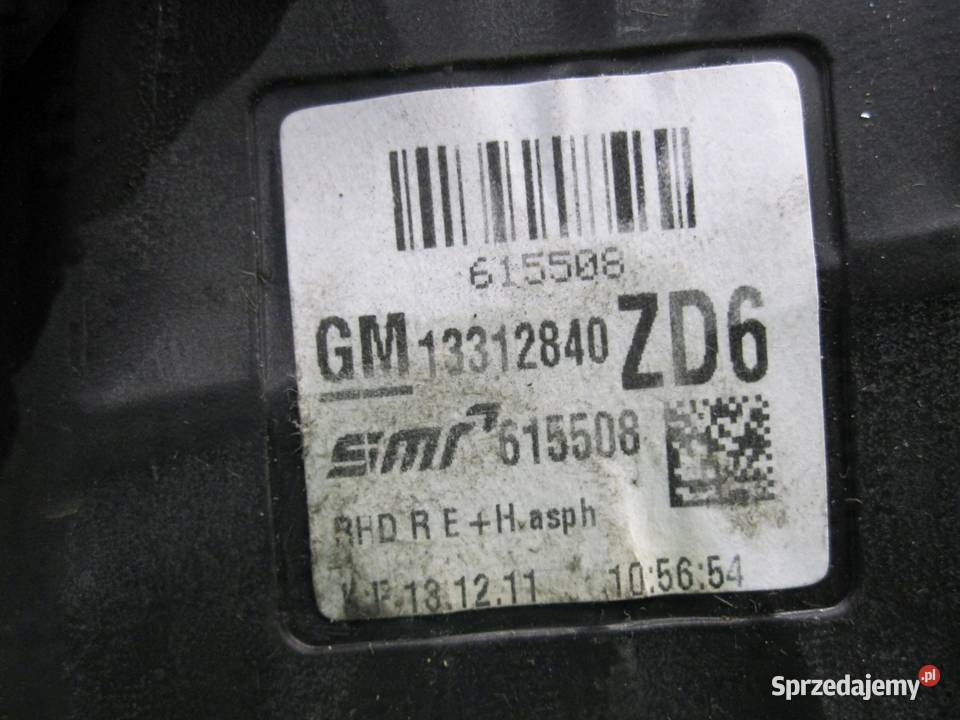 615508
GM 13312840 ZD6
smr 615508
RHD R E+H.asph
13.12.11 10:56:54
Sprzedajemy.pl